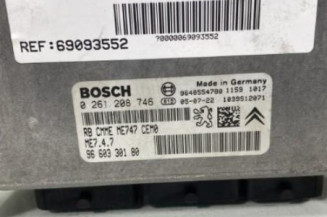 REF:69093552
70000069093552
BOSCH
Made in Germany
0 261 208 746
9648554780 1159 1017
05-07-22 1039S12071
RB CMME ME747 CEM0
ME7.4.7
96 603 301 80